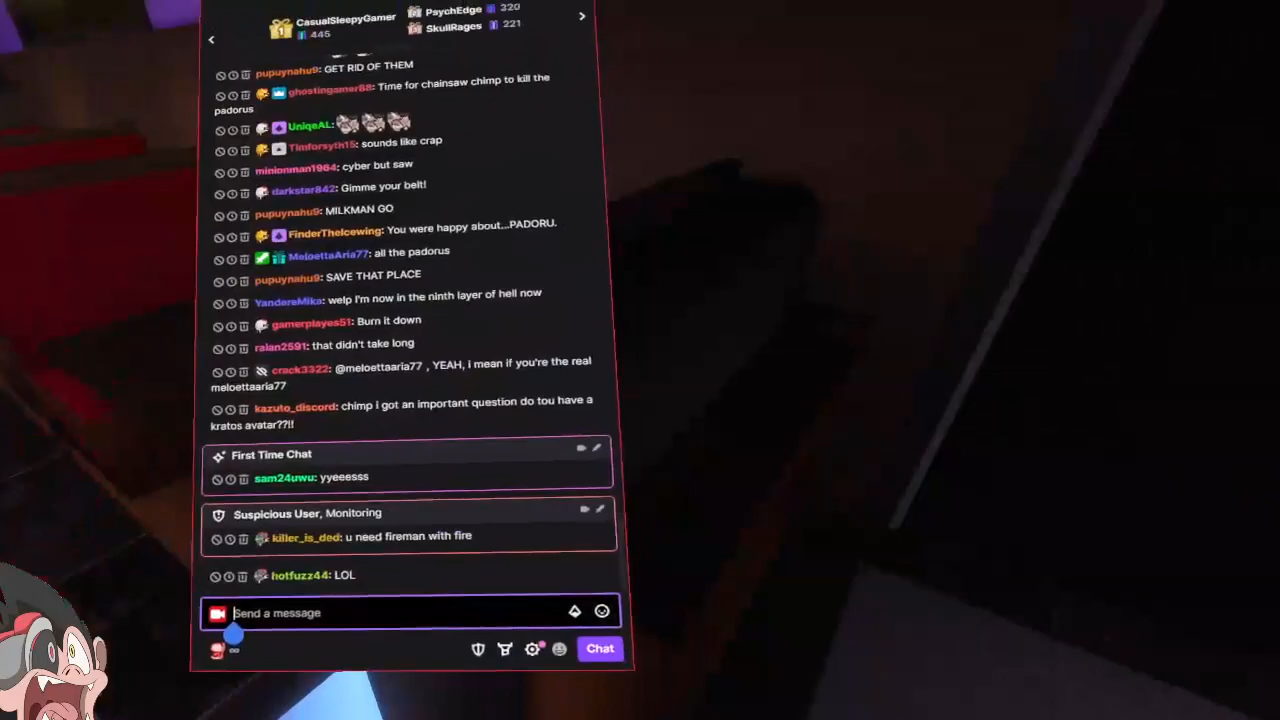 CasualSleepyGamer
445
PsychEdge 320
SkullRages 221
pupuynahu9: GET RID OF THEM
ghostingamer88: Time for chainsaw chimp to kill the
padorus
UniqeAL:
Timforsyth15: sounds like crap
minionman1964: cyber but saw
darkster842: Gimme your belt!
pupuynahu9: MILKMAN GO
FinderTheIcewing: You were happy about...PADORU.
MeloettaAria77: all the padorus
pupuynahu9: SAVE THAT PLACE
YandereMika: welp I'm now in the ninth layer of hell now
gamerplayes51: Burn it down
ralan2591: that didn't take long
crack3322: @meloettaaria77 , YEAH, i mean if you're the real
meloettaaria77
kazuto_discord: chimp i got an important question do tou have a
kratos avatar??!!
First Time Chat
sam24uwu: yyeeesss
Suspicious User, Monitoring
killer_is_ded: u need fireman with fire
hotfuzz44: LOL
Send a message
Chat